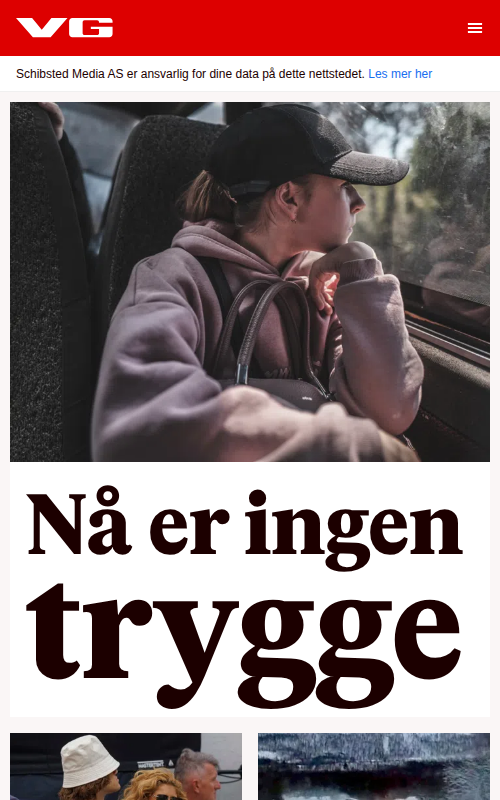 VG
Schibsted Media AS er ansvarlig for dine data på dette nettstedet. Les mer her
Nå er ingen
trygge